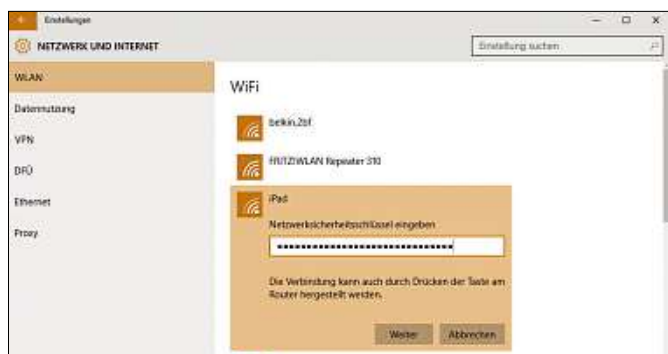 Einstellungen
NETZWERK UND INTERNET
Einstellung suchen
WLAN
Datennutzung
VPN
DFÜ
Ethernet
Proxy
WiFi
belkin.2bf
FRITZ!WLAN Repeater 310
iPad
Netzwerksicherheitsschlüssel eingeben
Die Verbindung kann auch durch Drücken der Taste am
Router hergestellt werden.
Weiter Abbrechen